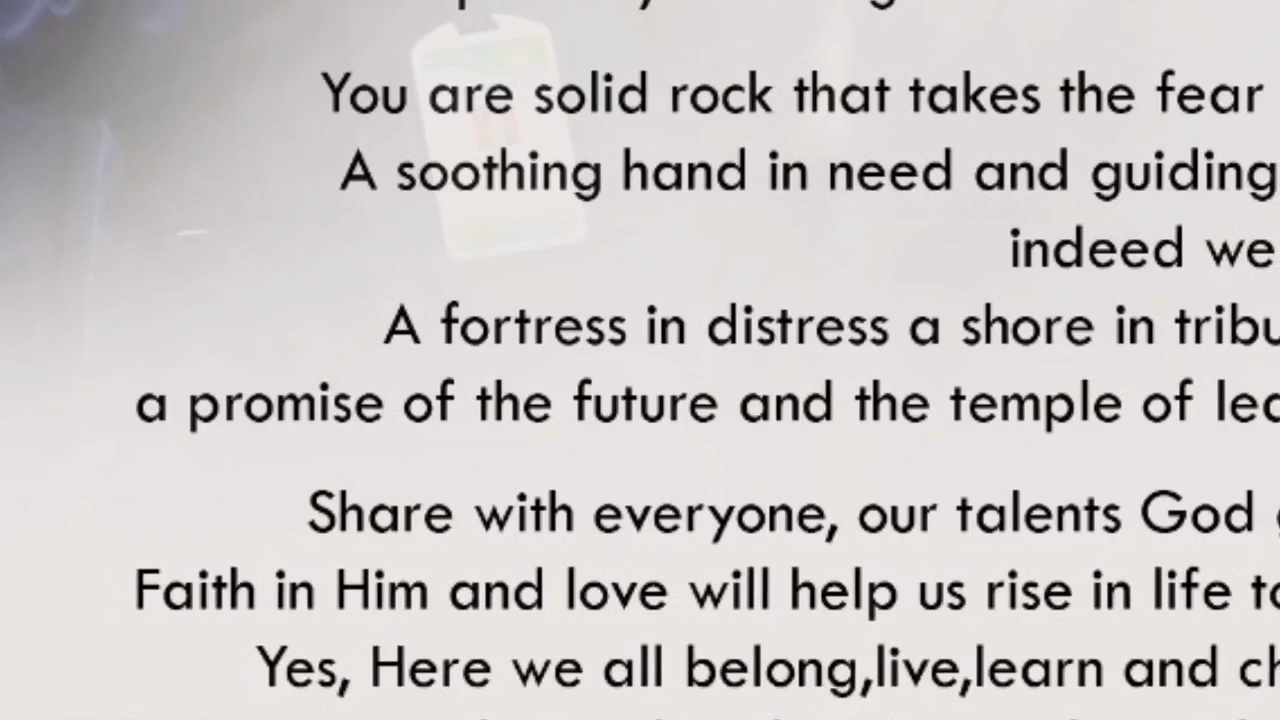 You are solid rock that takes the fear
A soothing hand in need and guiding
indeed we
A fortress in distress a shore in
a promise of the future and the temple of
Share with everyone, our talents God
Faith in Him and love will help us rise in life
Yes, Here we all belong,live,learn and